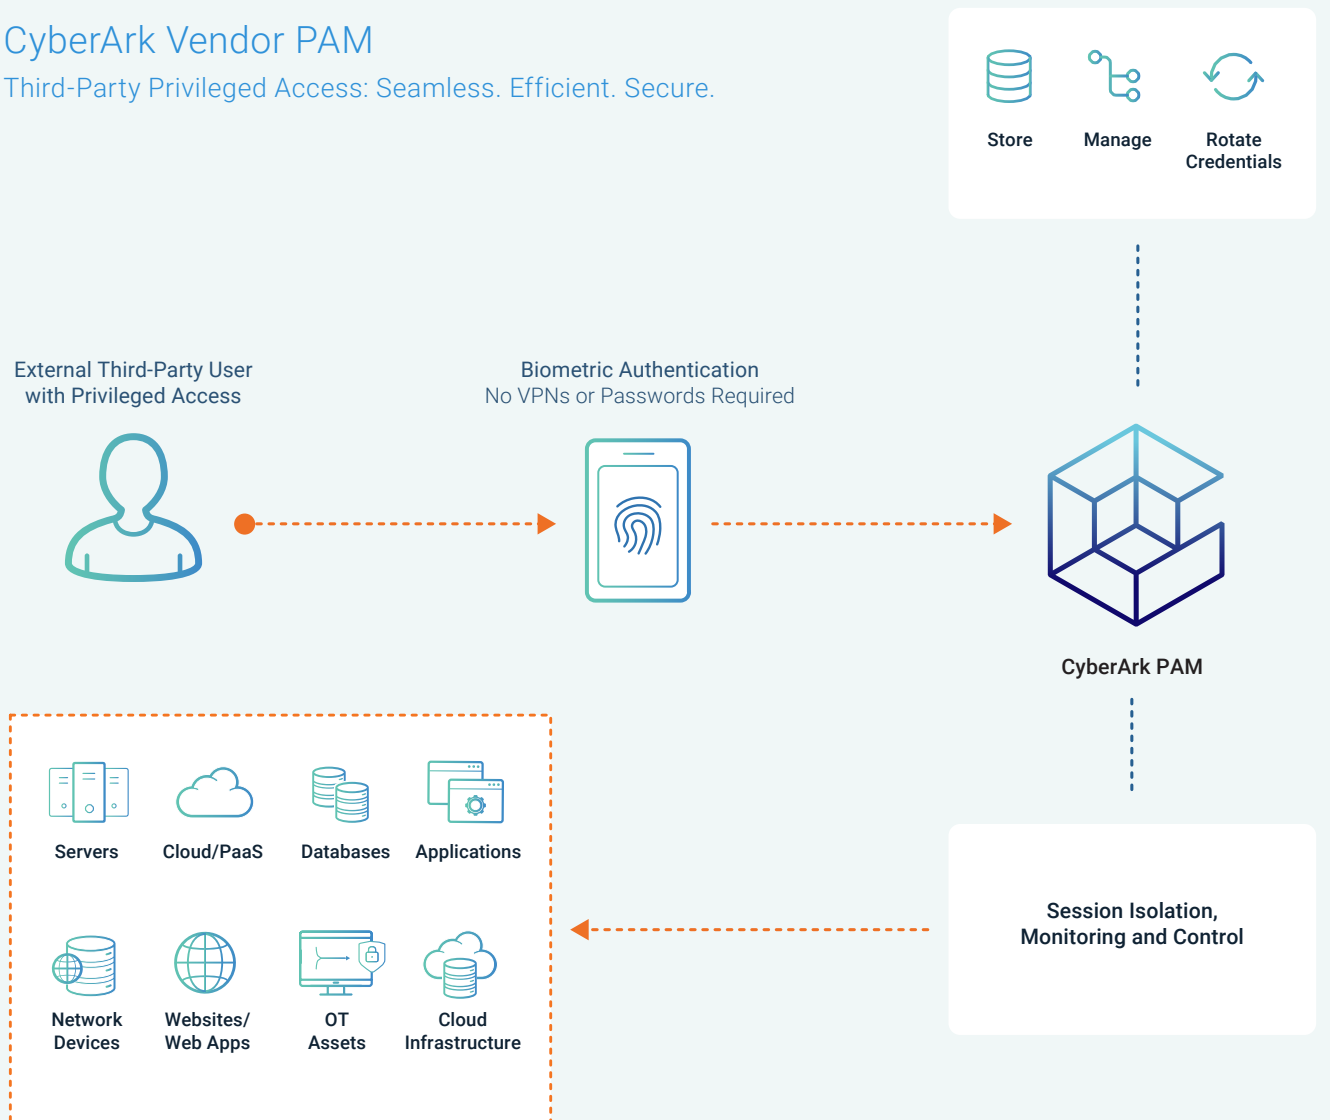 CyberArk Vendor PAM
Third-Party Privileged Access: Seamless. Efficient. Secure.
Store
Manage
Rotate
Credentials
External Third-Party User
with Privileged Access
Biometric Authentication
No VPNs or Passwords Required
CyberArk PAM
Servers
Cloud/PaaS
Databases
Applications
Network
Devices
Websites/
Web Apps
OT
Assets
Cloud
Infrastructure
Session Isolation,
Monitoring and Control